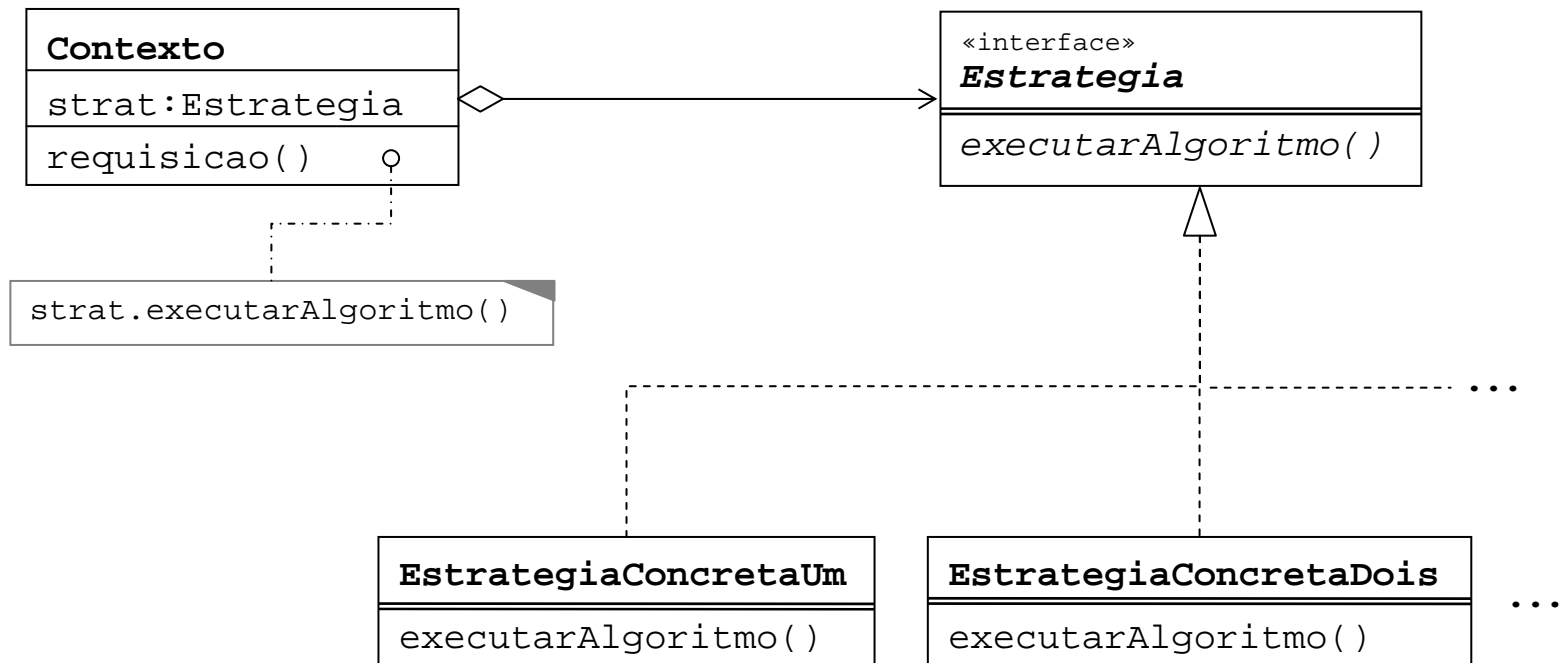 Contexto
strat:Estrategia
requisicao()
strat.executarAlgoritmo()
«interface»
Estrategia
executarAlgoritmo()
...
EstrategiaConcretaUm
executarAlgoritmo()
EstrategiaConcretaDois
executarAlgoritmo()
...